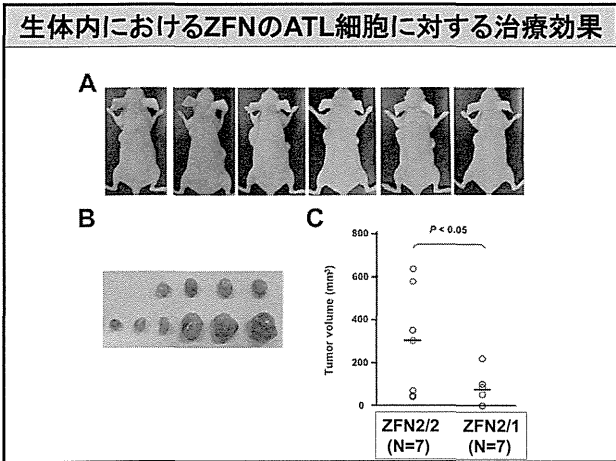 生体内におけるZFNのATL細胞に対する治療効果
A
B
C
P < 0.05
800
600
400
200
0
Tumor volume (mm³)
ZFN2/2
(N=7)
ZFN2/1
(N=7)